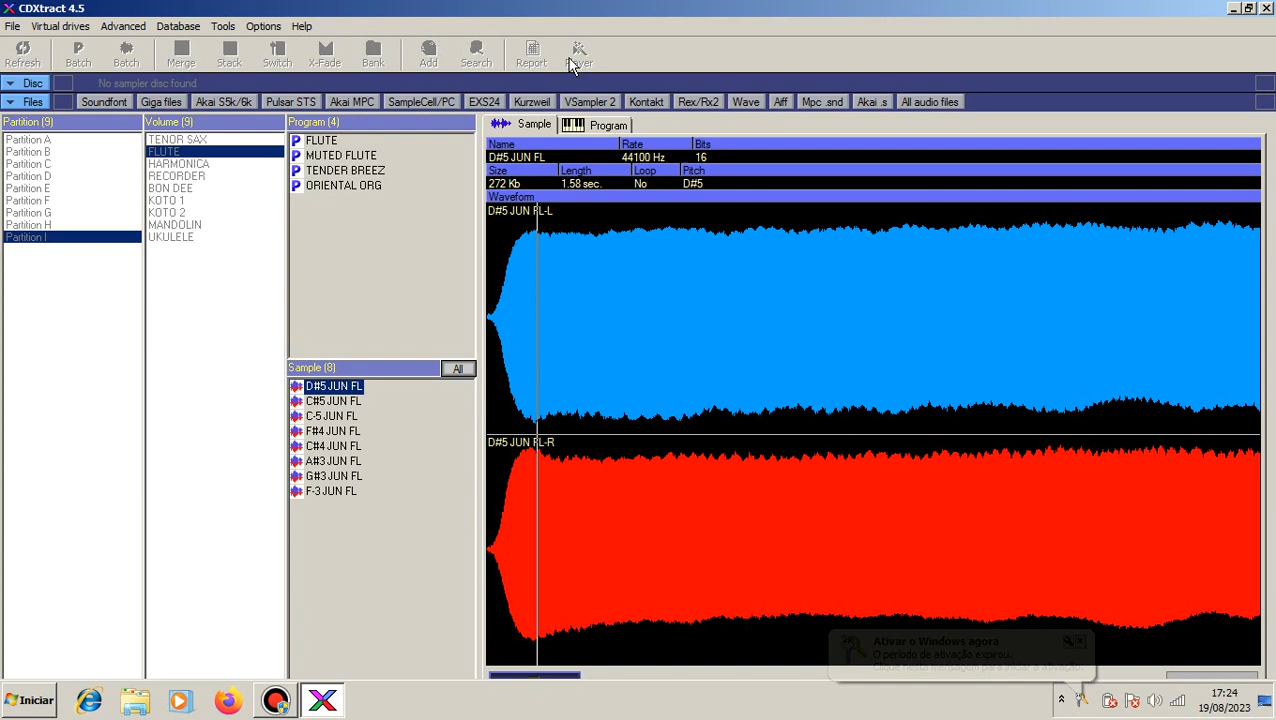 CDXtract 4.5
File Virtual drives Advanced Database Tools Options Help
Refresh Batch Batch Merge Stack Switch X-Fade Bank Add Search Report
Disc No sampler disc found
Files Soundfont Giga files Akai S5k/6k Pulsar STS Akai MPC SampleCell/PC EXS24 Kurzweil VSampler 2 Kontakt Rex/Rx2 Wave Aiff Mpc .snd Akai .s All audio files
Partition (9) Volume (9) Program (4) Sample Program
Partition A
Partition B
Partition C
Partition D
Partition E
Partition F
Partition G
Partition H
Partition I
TENOR SAX
FLUTE
HARMONICA
RECORDER
BON DEE
KOTO 1
KOTO 2
MANDOLIN
UKULELE
P FLUTE
P MUTED FLUTE
P TENDER BREEZ
P ORIENTAL ORG
Sample (8) All
D#5 JUN FL
C#5 JUN FL
C-5 JUN FL
F#4 JUN FL
C#4 JUN FL
A#3 JUN FL
G#3 JUN FL
F-3 JUN FL
Name Rate Bits
D#5 JUN FL 44100 Hz 16
Size Length Loop Pitch
272 Kb 1.58 sec. No D#5
Waveform
D#5 JUN FL-L
D#5 JUN FL-R
Ativar o Windows agora
O período de ativação expirou.
Clique nesta mensagem para iniciar a ativação.
Iniciar
17:24
19/08/2023